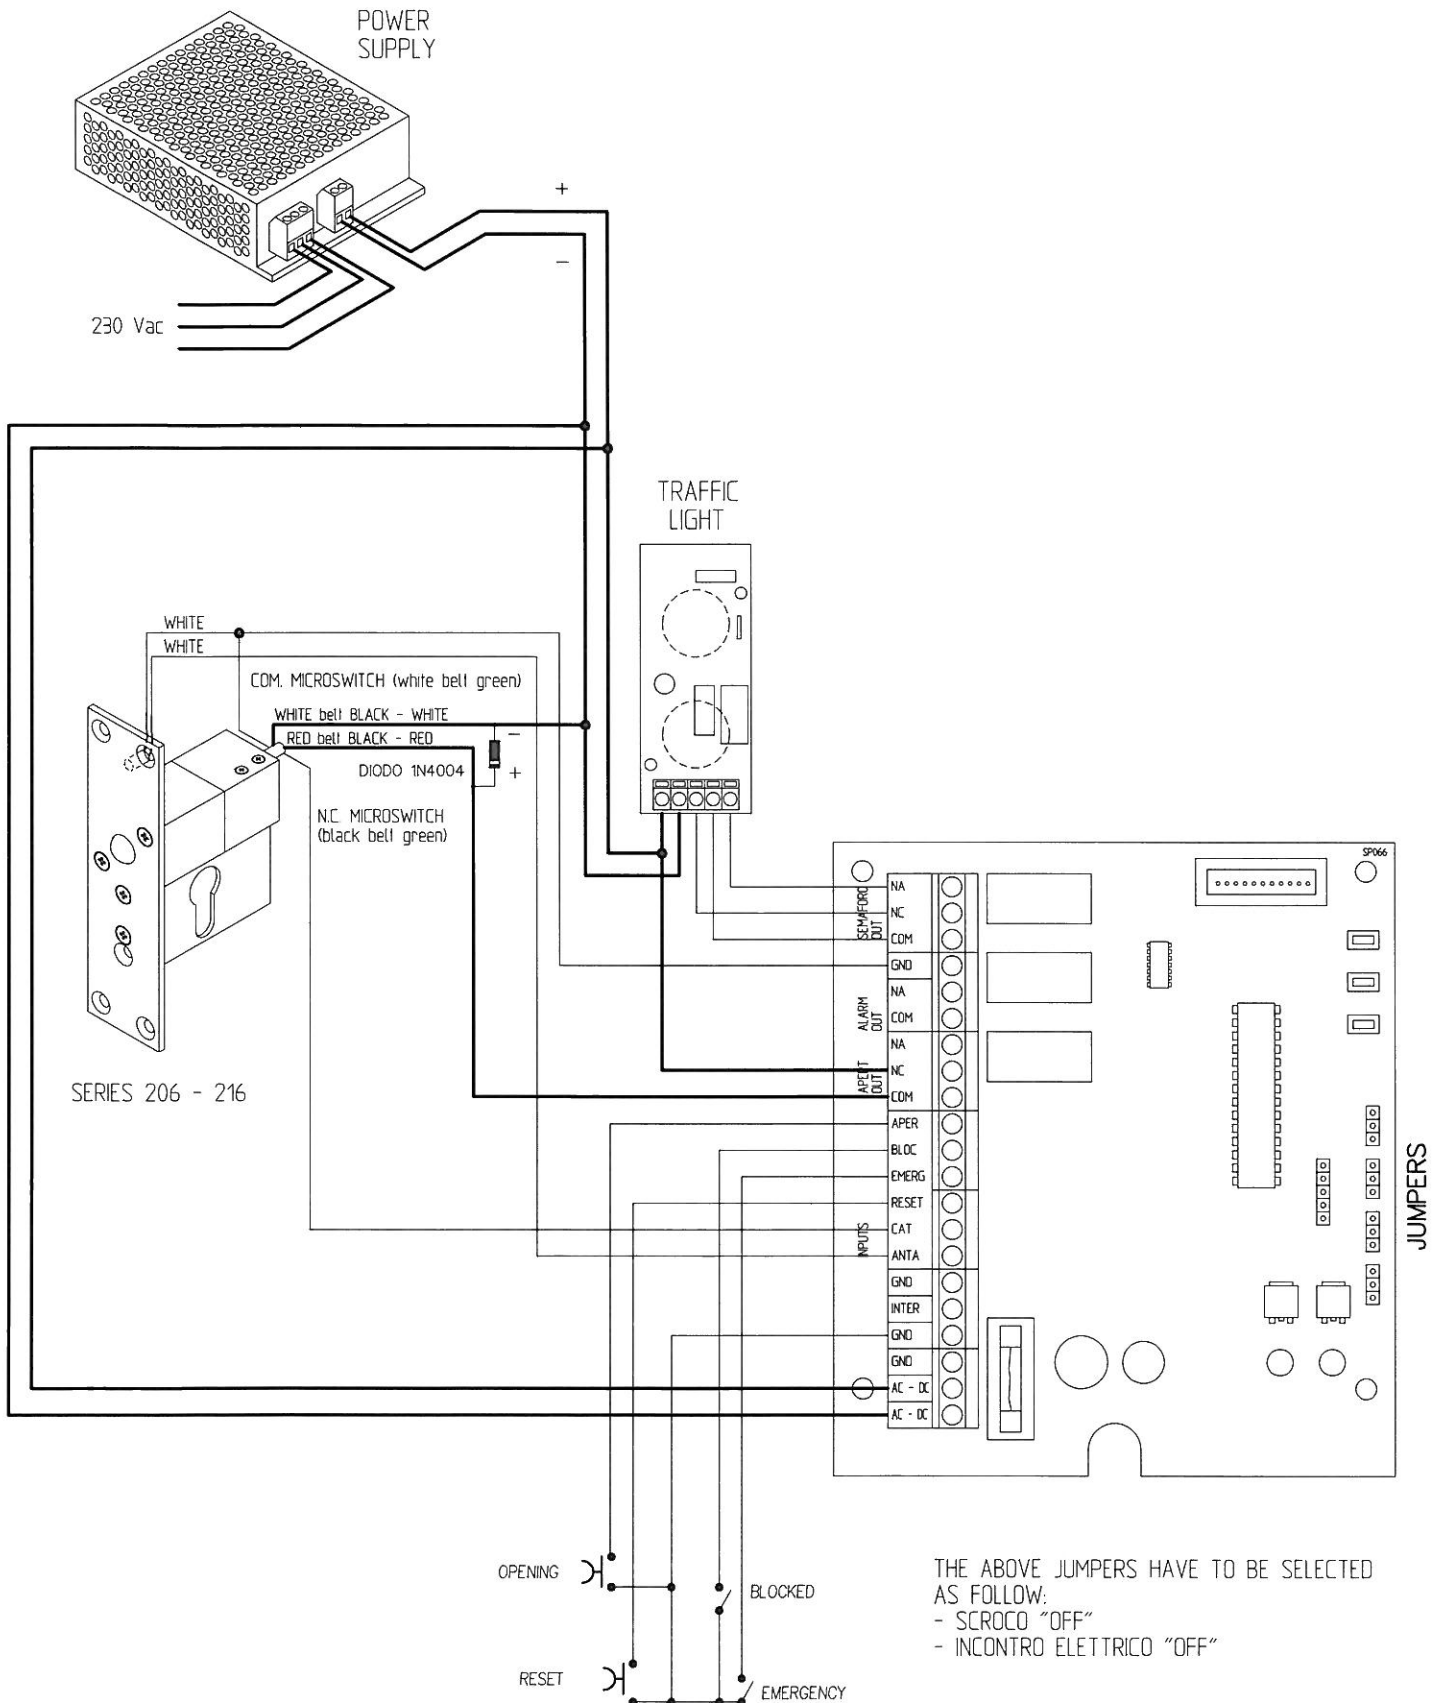 POWER
SUPPLY
+
–
230 Vac
TRAFFIC
LIGHT
WHITE
WHITE
COM. MICROSWITCH (white belt green)
WHITE belt BLACK - WHITE
RED belt BLACK - RED
–
DIODO 1N4004
+
N.C. MICROSWITCH
(black belt green)
SERIES 206 - 216
SP066
SEMAFORO
OUT
NA
NC
COM
GND
ALARM
OUT
NA
COM
APERT
OUT
NA
NC
COM
INPUTS
APER
BLOC
EMERG
RESET
CAT
ANTA
GND
INTER
GND
GND
AC - DC
AC - DC
JUMPERS
OPENING
BLOCKED
RESET
EMERGENCY
THE ABOVE JUMPERS HAVE TO BE SELECTED
AS FOLLOW:
- SCROCO "OFF"
- INCONTRO ELETTRICO "OFF"